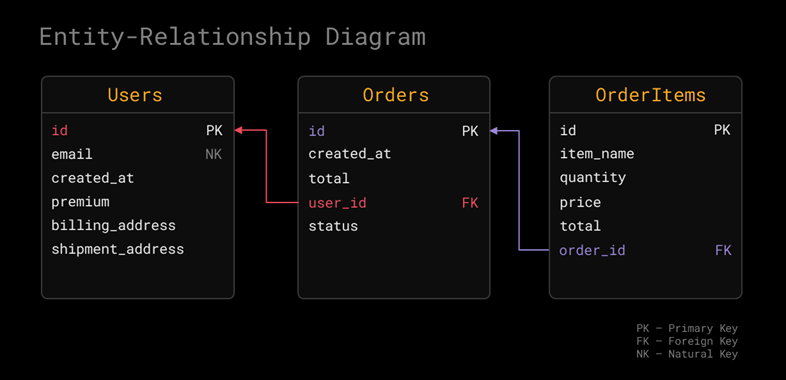 Entity-Relationship Diagram
Users
id PK
email NK
created_at
premium
billing_address
shipment_address
Orders
id PK
created_at
total
user_id FK
status
OrderItems
id PK
item_name
quantity
price
total
order_id FK
PK – Primary Key
FK – Foreign Key
NK – Natural Key